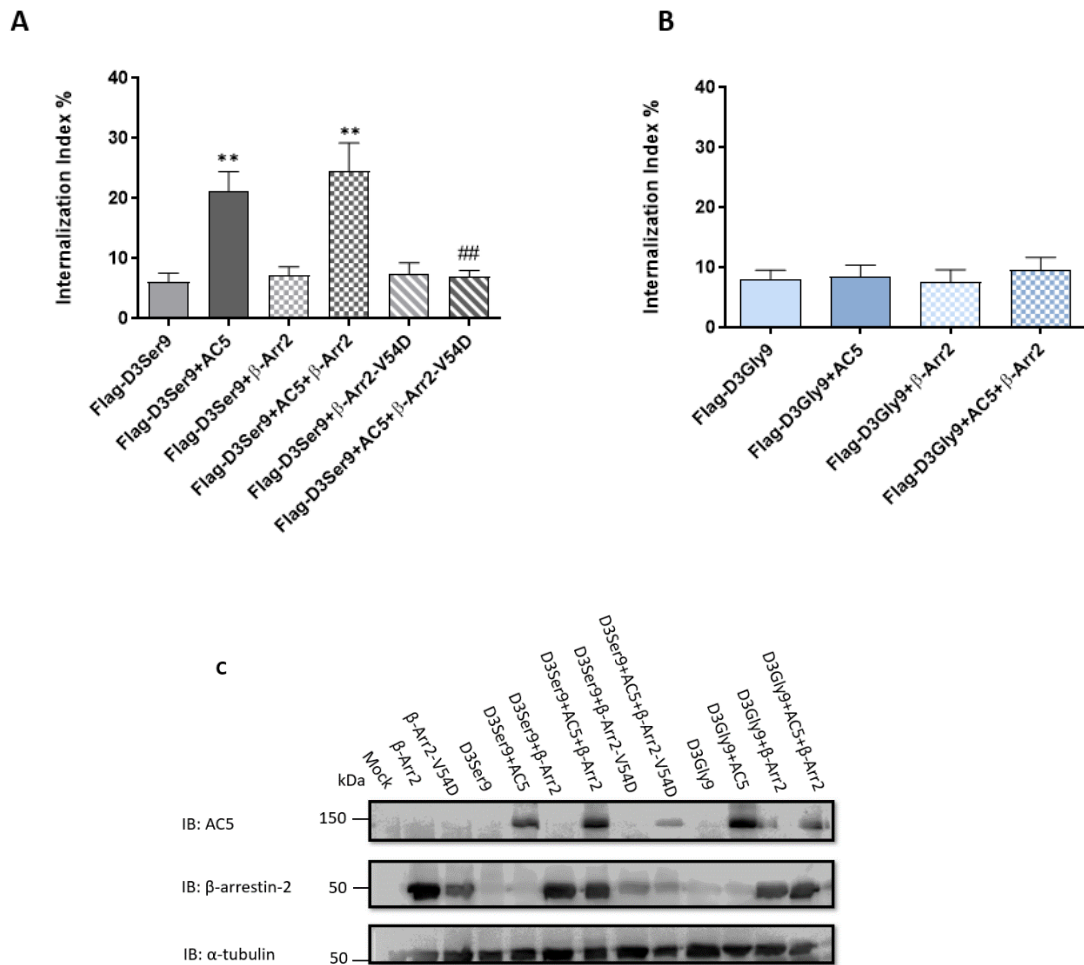 A
B
Internalization Index %
40
30
20
10
0
**
**
##
Flag-D3Ser9
Flag-D3Ser9+AC5
Flag-D3Ser9+β-Arr2
Flag-D3Ser9+AC5+β-Arr2
Flag-D3Ser9+β-Arr2-V54D
Flag-D3Ser9+AC5+β-Arr2-V54D
Internalization Index %
40
30
20
10
0
Flag-D3Gly9
Flag-D3Gly9+AC5
Flag-D3Gly9+β-Arr2
Flag-D3Gly9+AC5+β-Arr2
C
kDa
Mock
β-Arr2
β-Arr2-V54D
D3Ser9
D3Ser9+AC5
D3Ser9+β-Arr2
D3Ser9+AC5+β-Arr2
D3Ser9+β-Arr2-V54D
D3Ser9+AC5+β-Arr2-V54D
D3Gly9
D3Gly9+AC5
D3Gly9+β-Arr2
D3Gly9+AC5+β-Arr2
IB: AC5
150
IB: β-arrestin-2
50
IB: α-tubulin
50